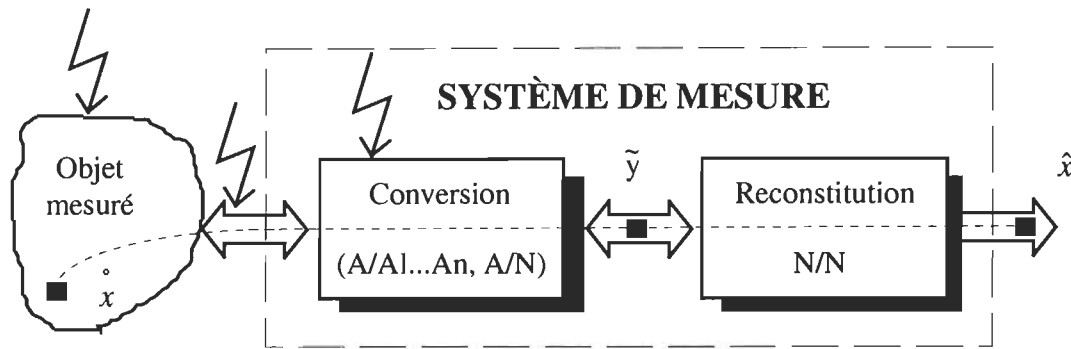 SYSTÈME DE MESURE
Objet
mesuré
x̊
Conversion
(A/A|...An, A/N)
ỹ
Reconstitution
N/N
x̂